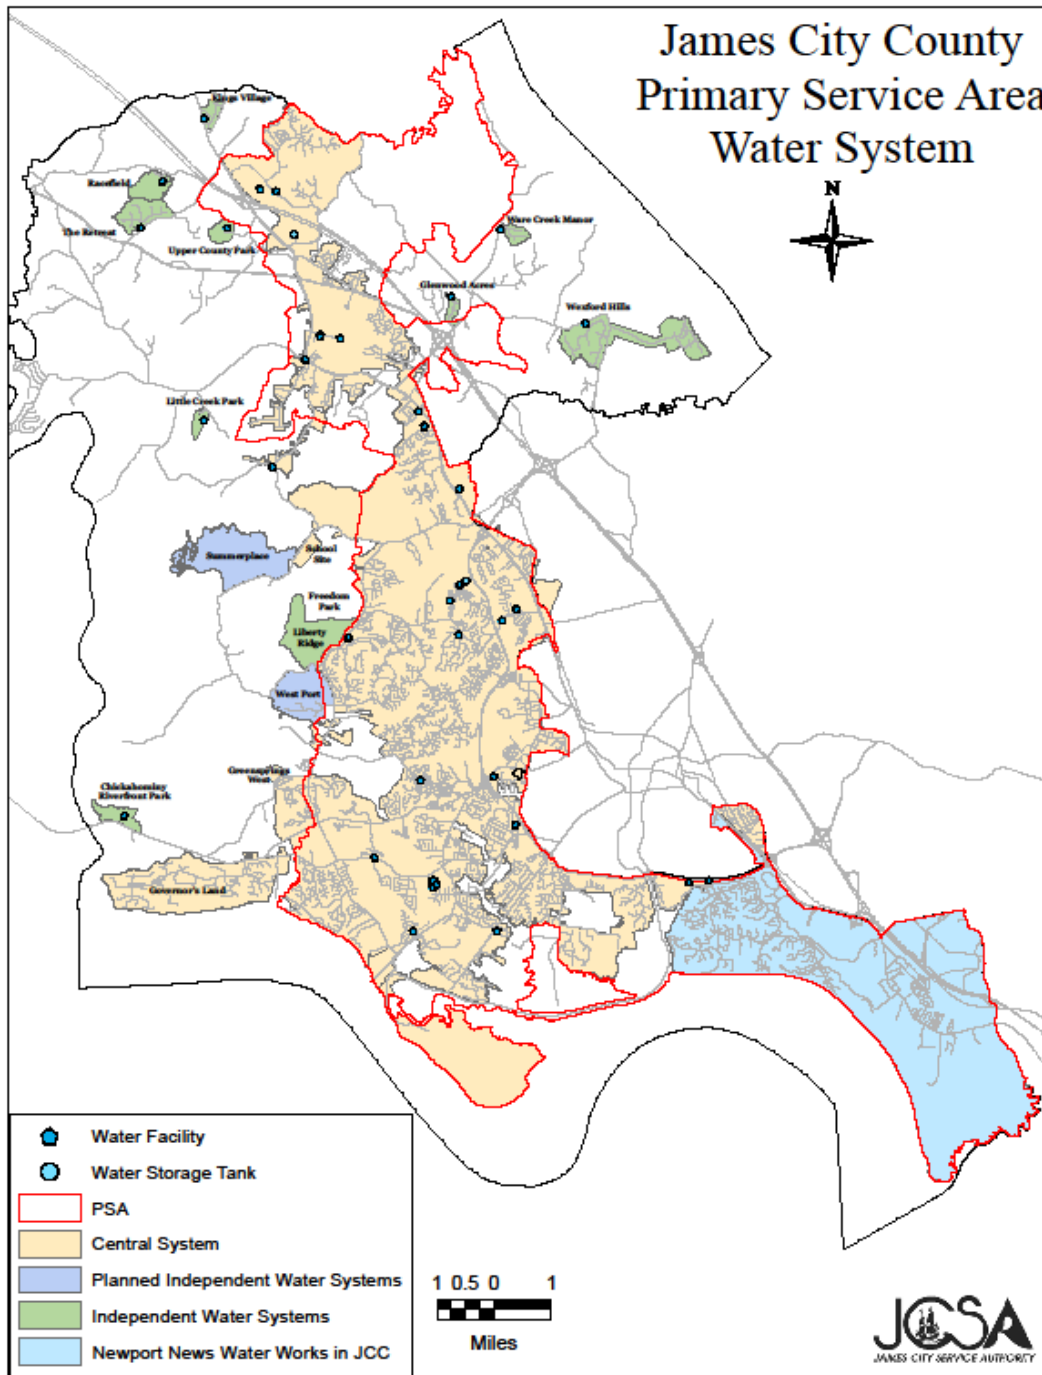 James City County
Primary Service Area
Water System
N
Kings Village
Racefield
The Retreat
Upper County Park
Ware Creek Manor
Glenwood Acres
Wexford Hills
Little Creek Park
Summerplace
School
Site
Freedom
Park
Liberty
Ridge
West Port
Greensprings
West
Chickahominy
Riverfront Park
Governor's Land
Water Facility
Water Storage Tank
PSA
Central System
Planned Independent Water Systems
Independent Water Systems
Newport News Water Works in JCC
1 0.5 0 1
Miles
JCSA
JAMES CITY SERVICE AUTHORITY